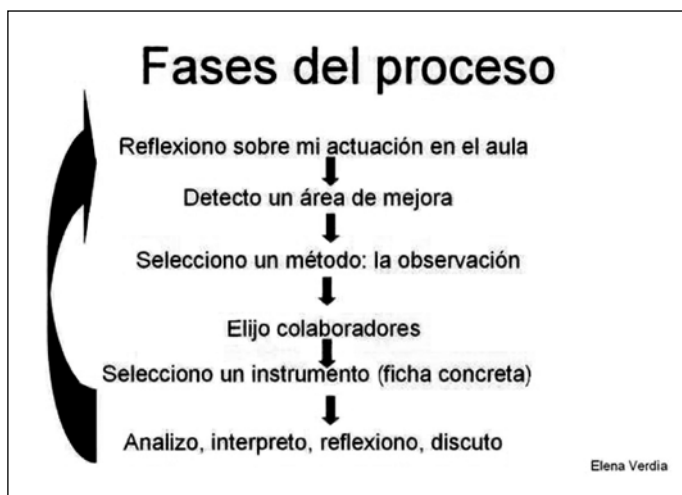 Fases del proceso
Reflexiono sobre mi actuación en el aula
Detecto un área de mejora
Selecciono un método: la observación
Elijo colaboradores
Selecciono un instrumento (ficha concreta)
Analizo, interpreto, reflexiono, discuto
Elena Verdia